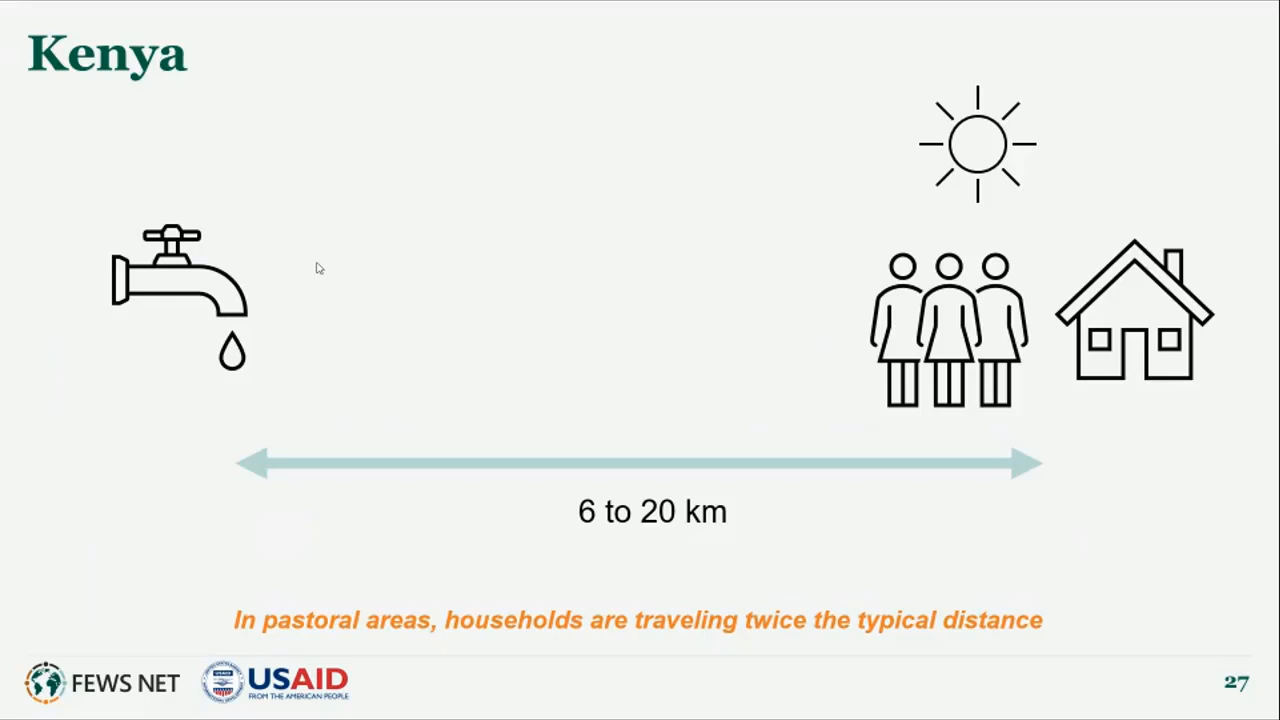 Kenya
6 to 20 km
In pastoral areas, households are traveling twice the typical distance
FEWS NET
USAID
FROM THE AMERICAN PEOPLE
27